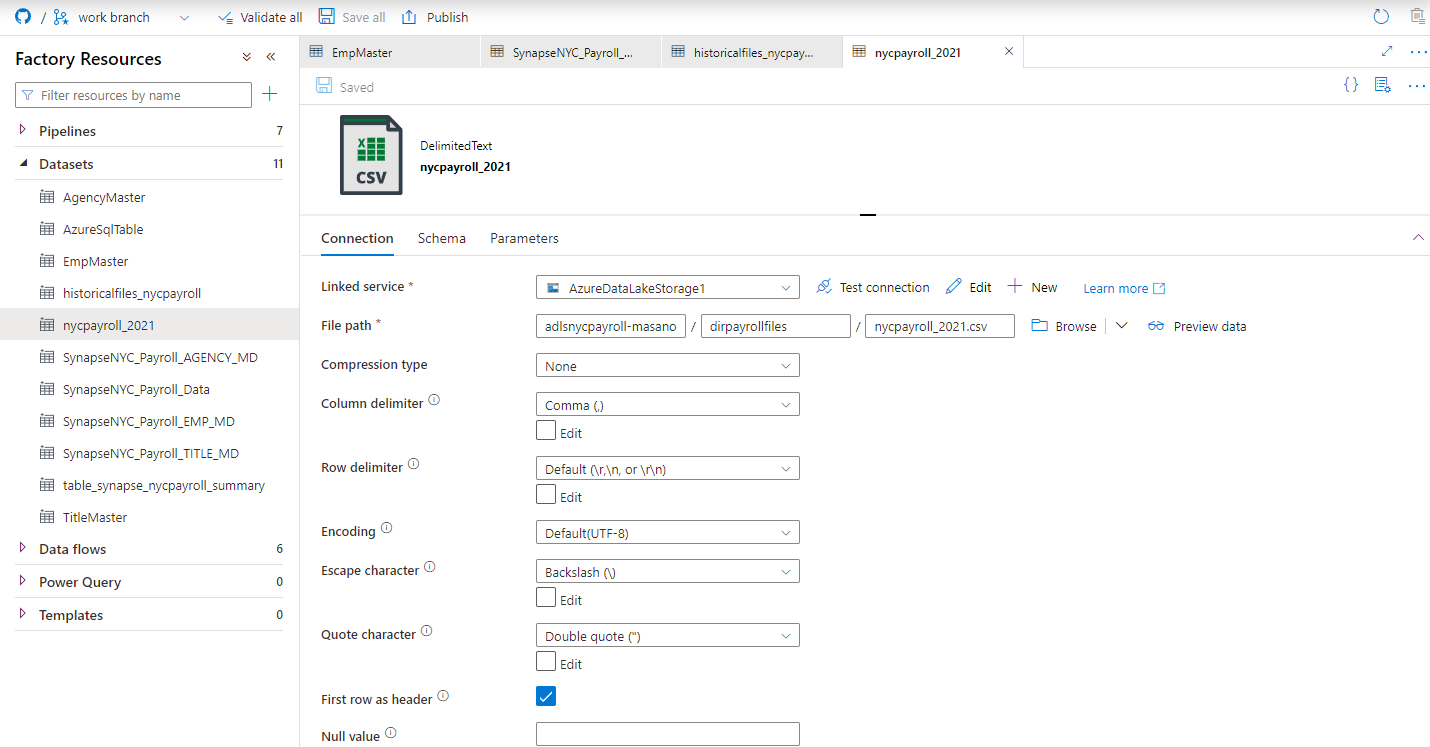 / work branch Validate all Save all Publish
Factory Resources
Filter resources by name
Pipelines 7
Datasets 11
AgencyMaster
AzureSqlTable
EmpMaster
historicalfiles_nycpayroll
nycpayroll_2021
SynapseNYC_Payroll_AGENCY_MD
SynapseNYC_Payroll_Data
SynapseNYC_Payroll_EMP_MD
SynapseNYC_Payroll_TITLE_MD
table_synapse_nycpayroll_summary
TitleMaster
Data flows 6
Power Query 0
Templates 0
EmpMaster SynapseNYC_Payroll_... historicalfiles_nycpay... nycpayroll_2021
Saved {}
CSV
DelimitedText
nycpayroll_2021
Connection Schema Parameters
Linked service * AzureDataLakeStorage1 Test connection Edit New Learn more
File path * adlsnycpayroll-masano / dirpayrollfiles / nycpayroll_2021.csv Browse Preview data
Compression type None
Column delimiter Comma (,)
Edit
Row delimiter Default (\r,\n, or \r\n)
Edit
Encoding Default(UTF-8)
Escape character Backslash (\)
Edit
Quote character Double quote (")
Edit
First row as header
Null value